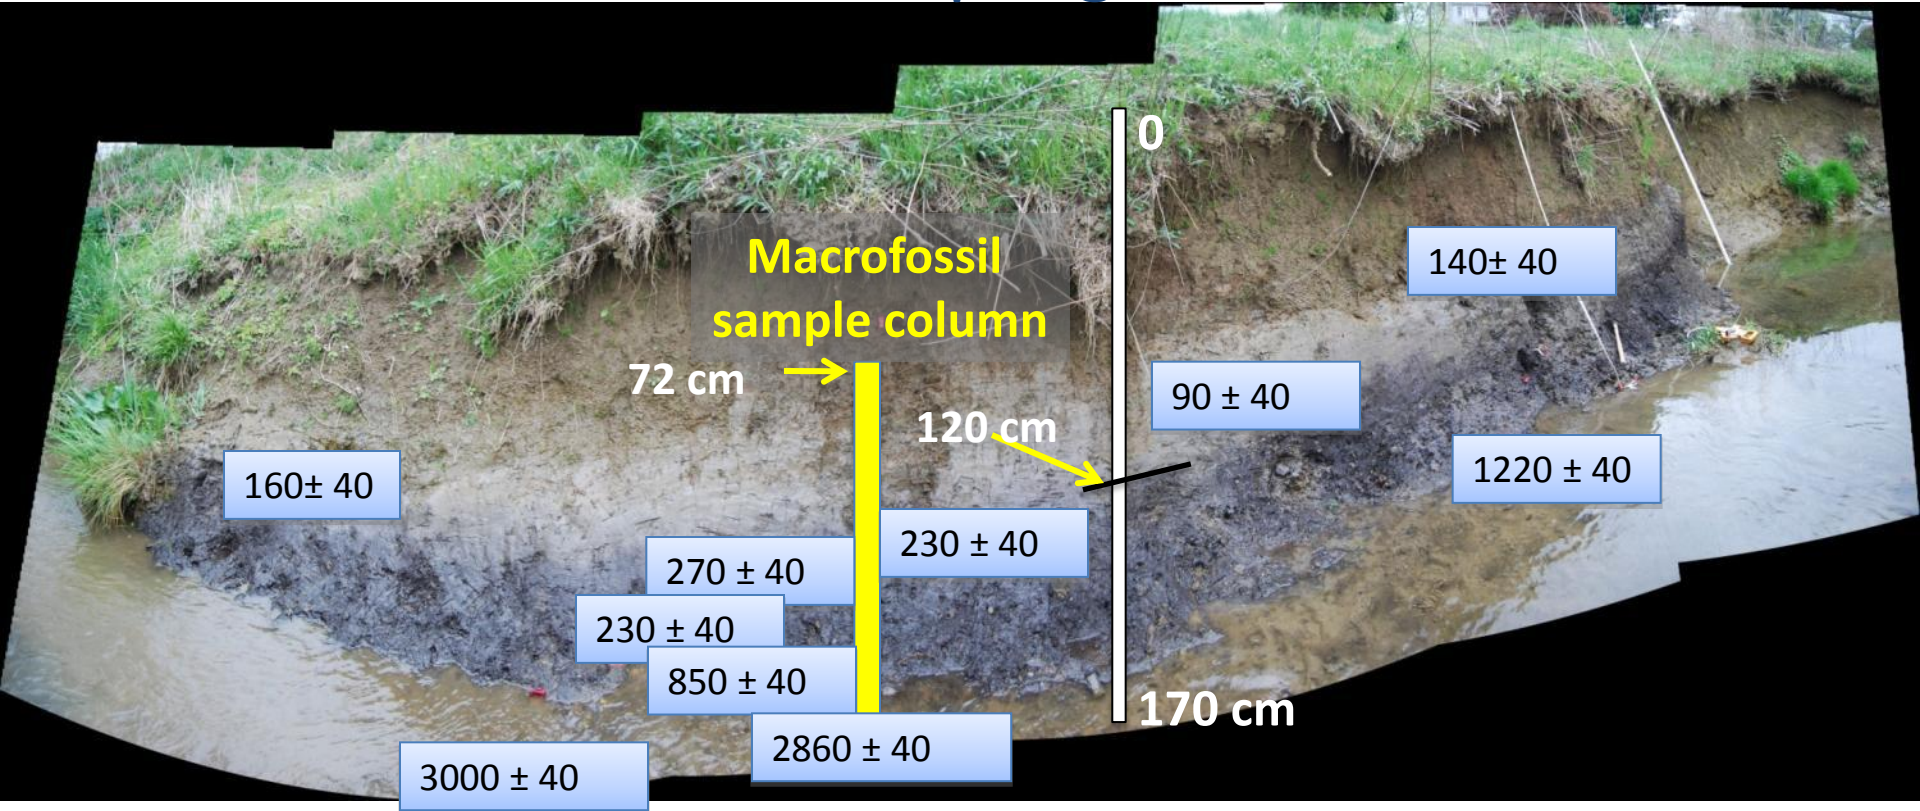 0
Macrofossil
sample column
140± 40
72 cm
90 ± 40
120 cm
1220 ± 40
160± 40
230 ± 40
270 ± 40
230 ± 40
850 ± 40
170 cm
2860 ± 40
3000 ± 40